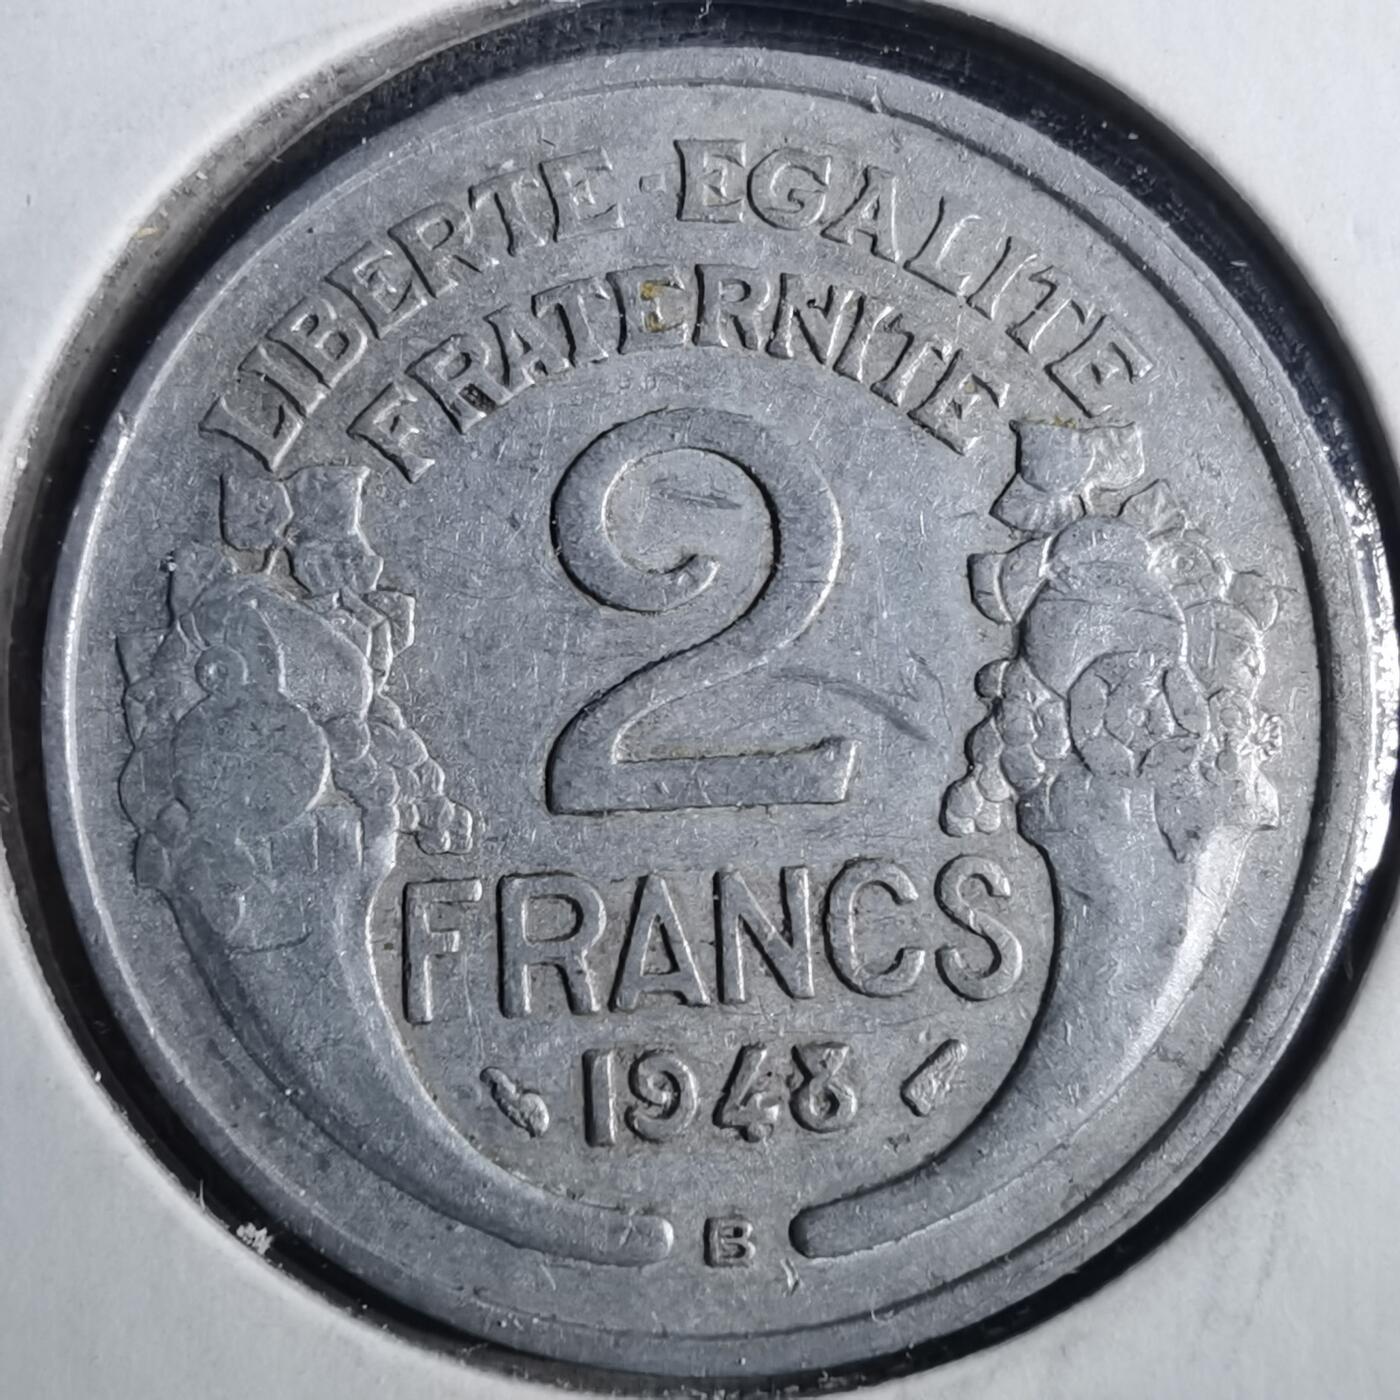 LIBERTE · EGALITE
FRATERNITE
2
FRANCS
1948
B